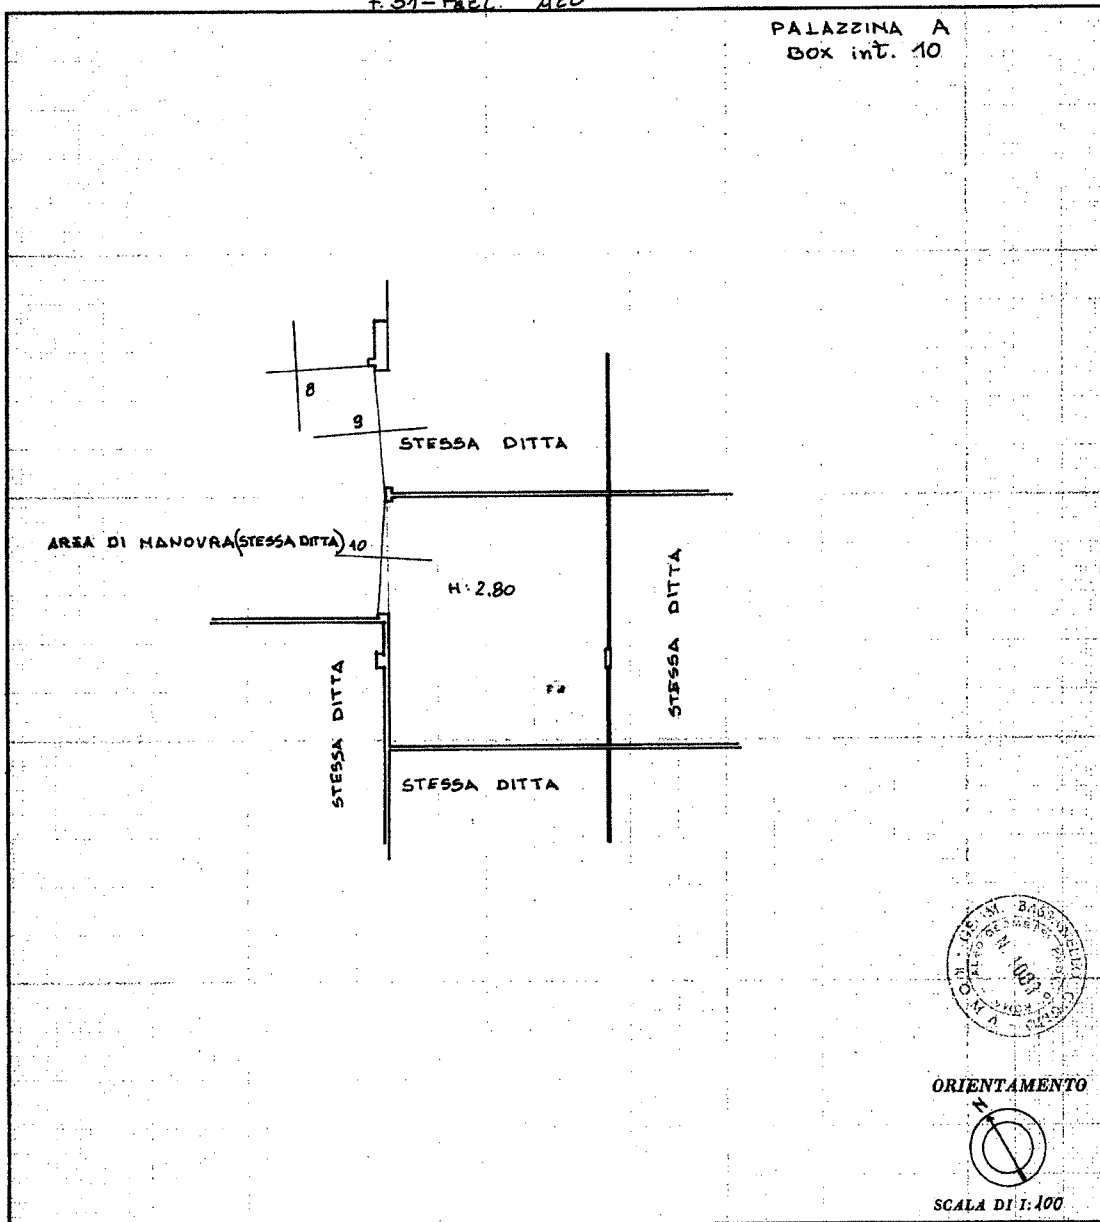 PALAZZINA A
BOX int. 10
8
9
STESSA DITTA
AREA DI MANOVRA (STESSA DITTA) 10
H: 2.80
STESSA DITTA
STESSA DITTA
STESSA DITTA
N. 1083
ORIENTAMENTO
N
SCALA DI 1:100